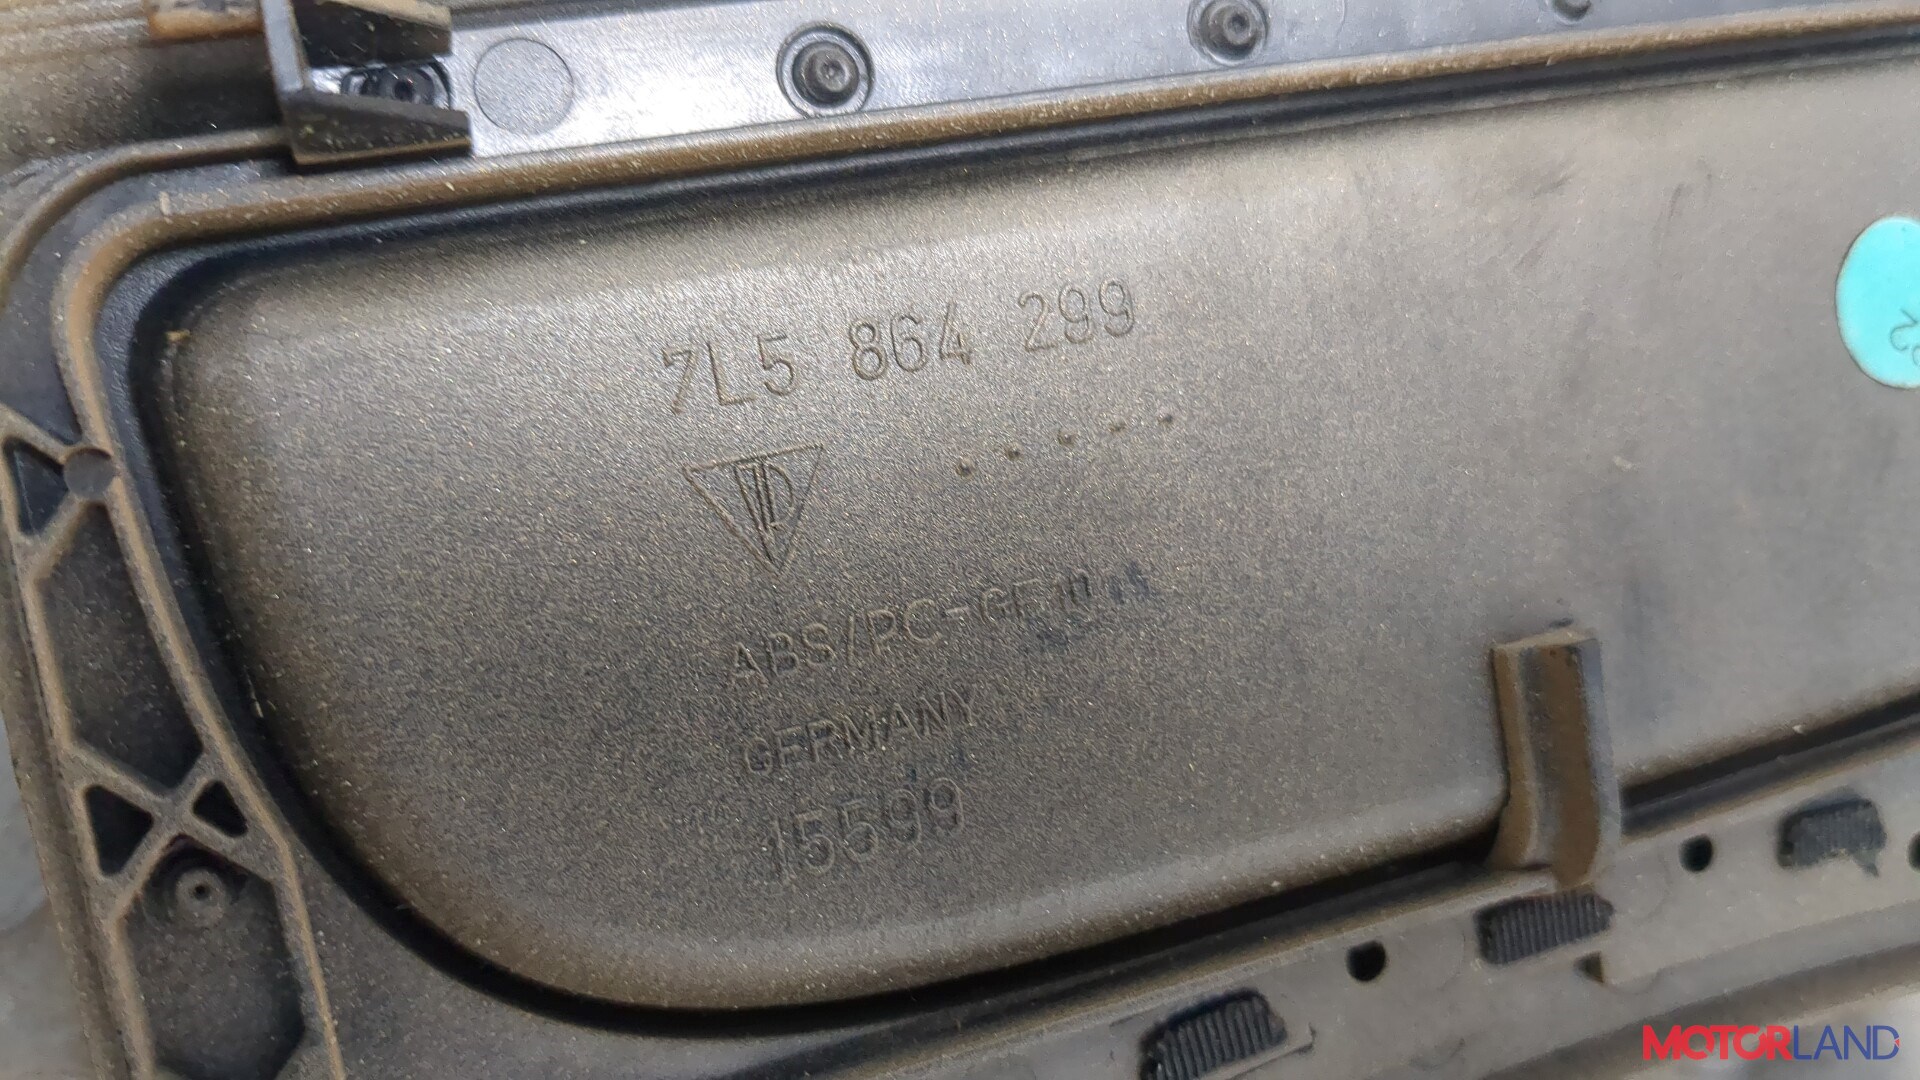 7L5 864 299
ABS/PC-GF10
GERMANY
15599
MOTORLAND